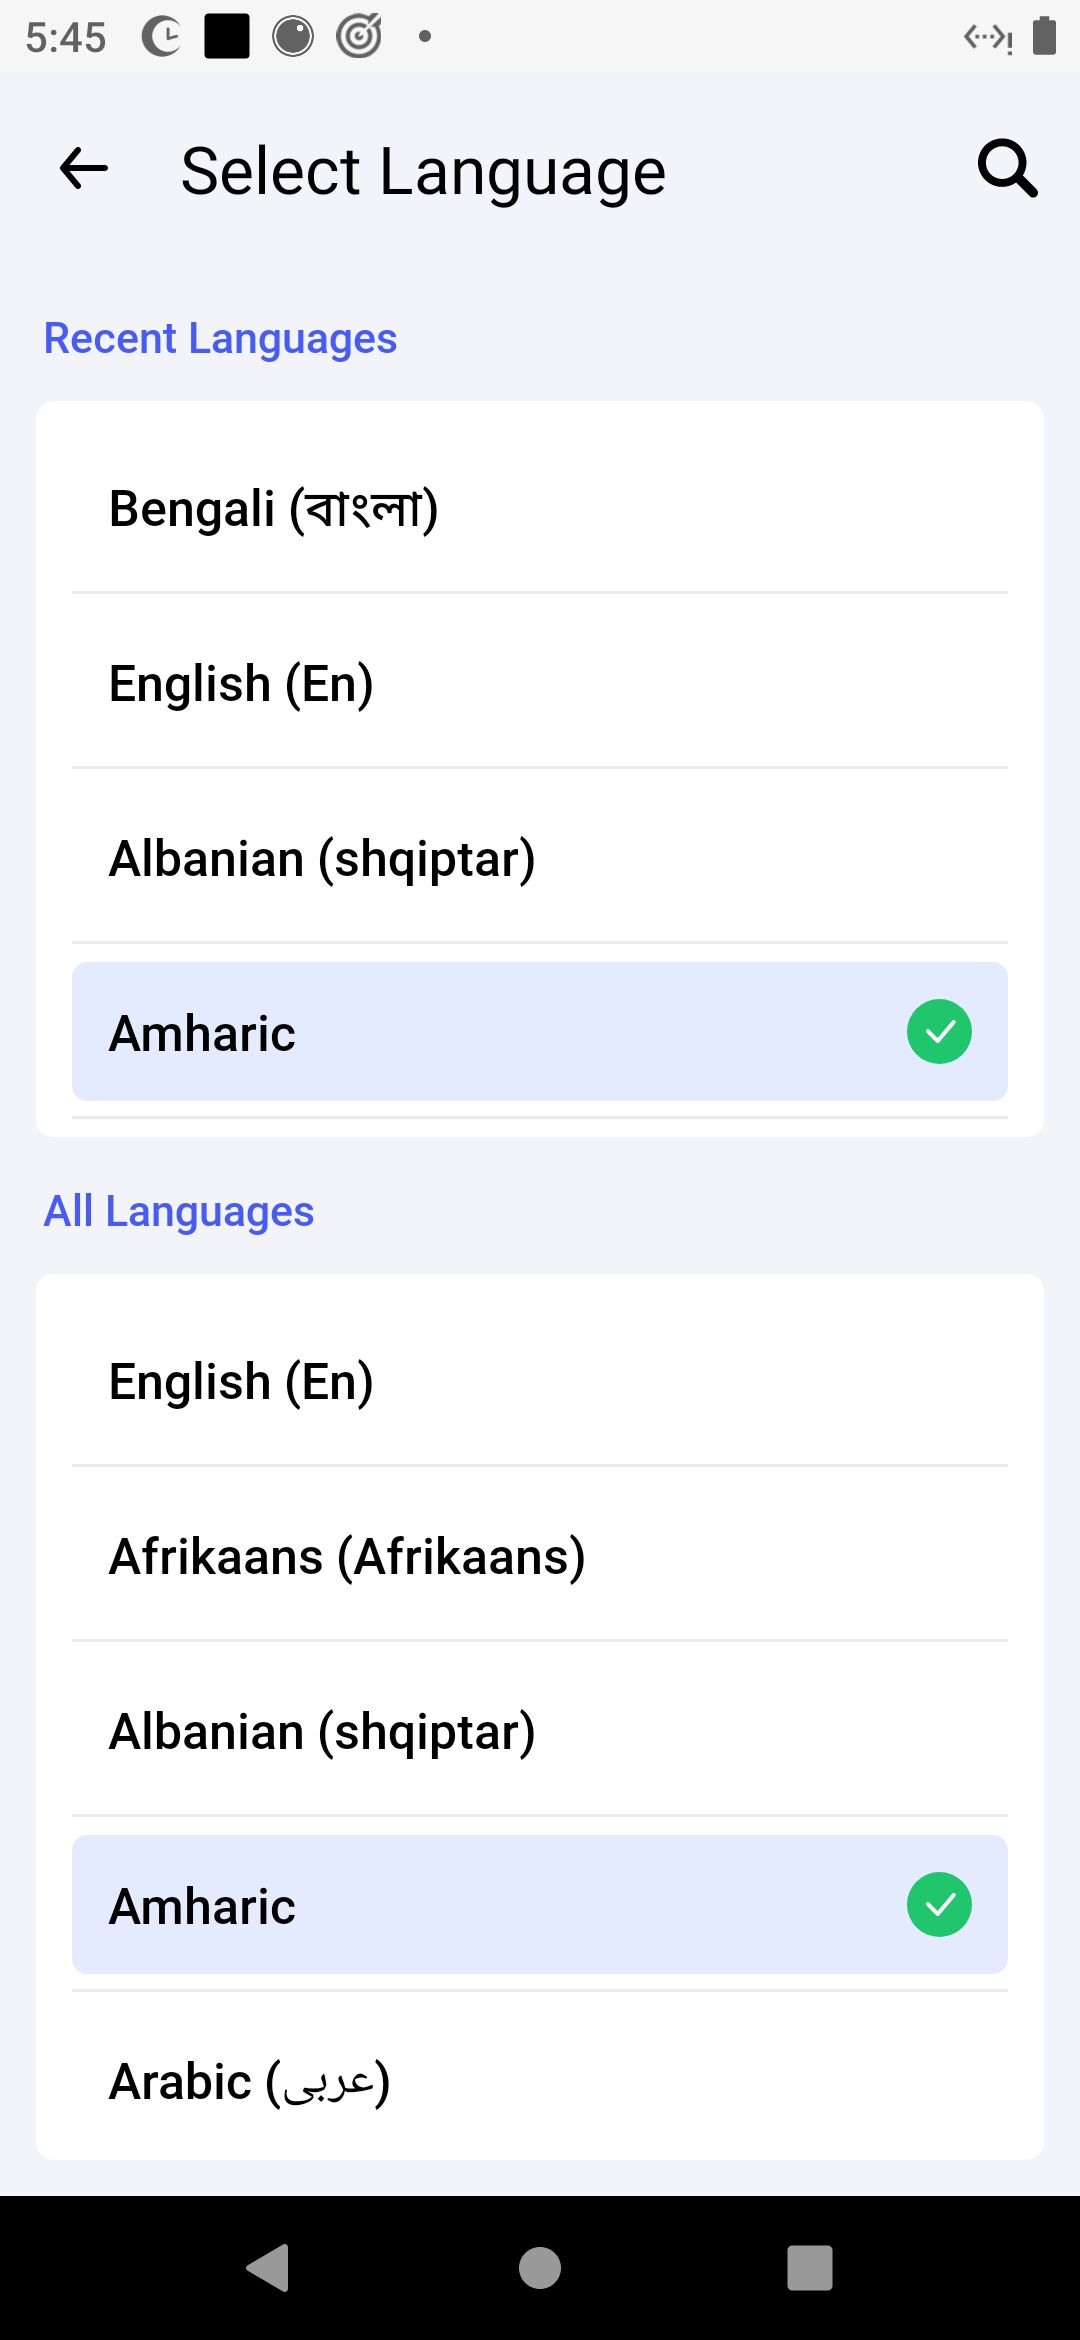 5:45
Select Language
Recent Languages
Bengali (বাংলা)
English (En)
Albanian (shqiptar)
Amharic
All Languages
English (En)
Afrikaans (Afrikaans)
Albanian (shqiptar)
Amharic
Arabic (عربی)